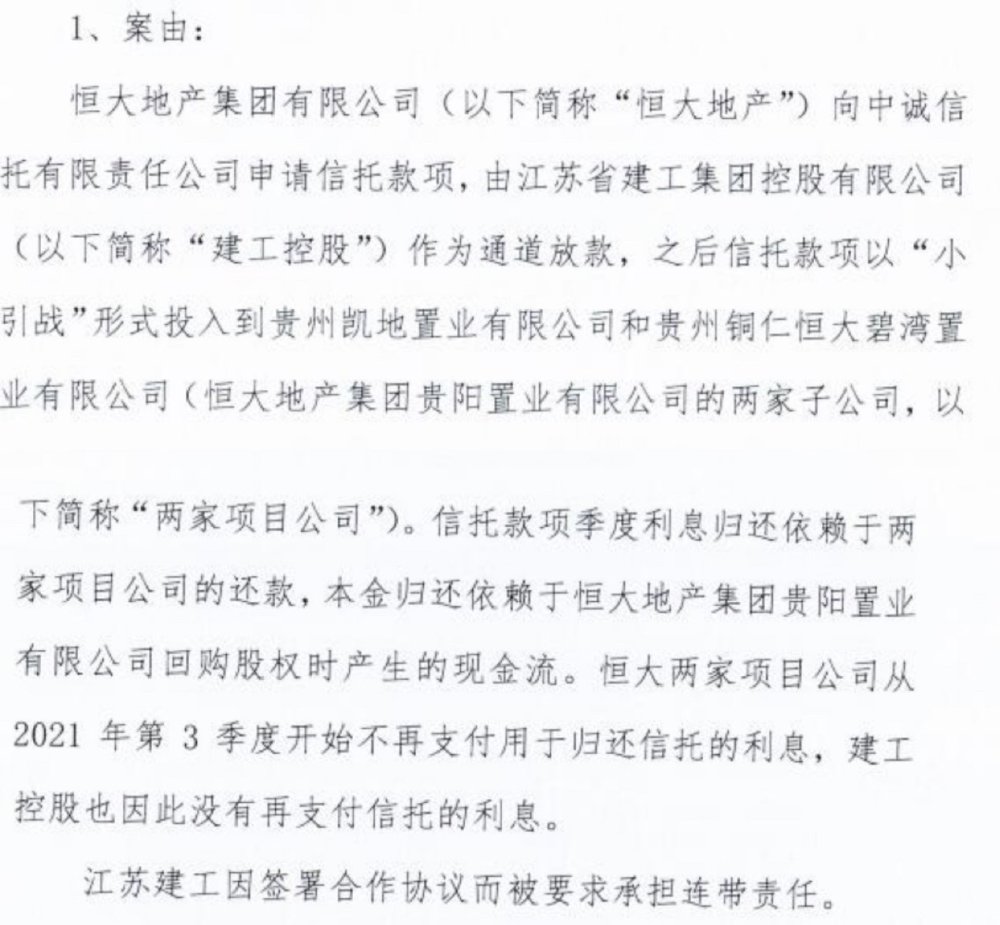 1、案由：
恒大地产集团有限公司（以下简称“恒大地产”）向中诚信
托有限责任公司申请信托款项，由江苏省建工集团控股有限公司
（以下简称“建工控股”）作为通道放款，之后信托款项以“小
引战”形式投入到贵州凯地置业有限公司和贵州铜仁恒大碧湾置
业有限公司（恒大地产集团贵阳置业有限公司的两家子公司，以
下简称“两家项目公司”）。信托款项季度利息归还依赖于两
家项目公司的还款，本金归还依赖于恒大地产集团贵阳置业
有限公司回购股权时产生的现金流。恒大两家项目公司从
2021 年第 3 季度开始不再支付用于归还信托的利息，建工
控股也因此没有再支付信托的利息。
江苏建工因签署合作协议而被要求承担连带责任。